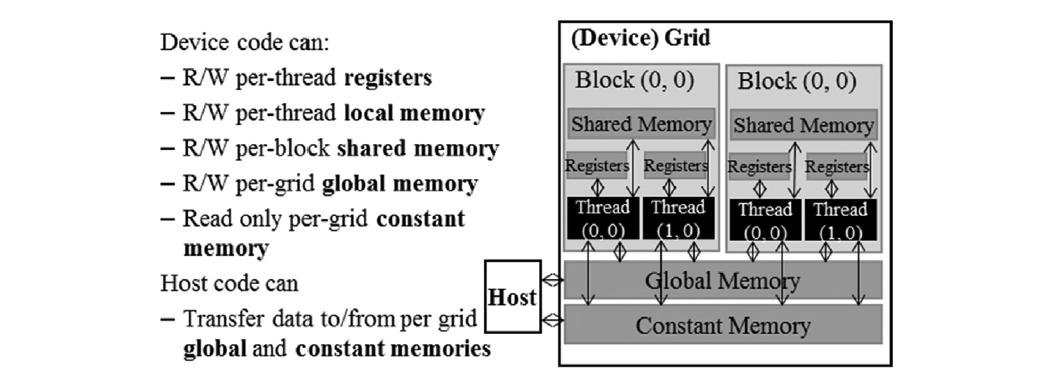 Device code can:
– R/W per-thread registers
– R/W per-thread local memory
– R/W per-block shared memory
– R/W per-grid global memory
– Read only per-grid constant
memory
Host code can
– Transfer data to/from per grid
global and constant memories
(Device) Grid
Block (0, 0)
Shared Memory
Registers
Registers
Thread
(0, 0)
Thread
(1, 0)
Block (0, 0)
Shared Memory
Registers
Registers
Thread
(0, 0)
Thread
(1, 0)
Host
Global Memory
Constant Memory